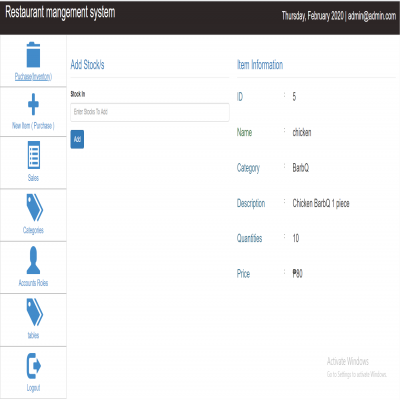 Restaurant mangement system
Thursday, February 2020 | admin@admin.com
Puchase(Inventory)
New Item ( Purchase )
Sales
Categories
Accounts Roles
tables
Logout
Add Stock/s
Stock In
Enter Stocks To Add
Add
Item Information
ID : 5
Name : chicken
Category : BarbQ
Description : Chicken BarbQ 1 piece
Quantities : 10
Price : ₱80
Activate Windows
Go to Settings to activate Windows.